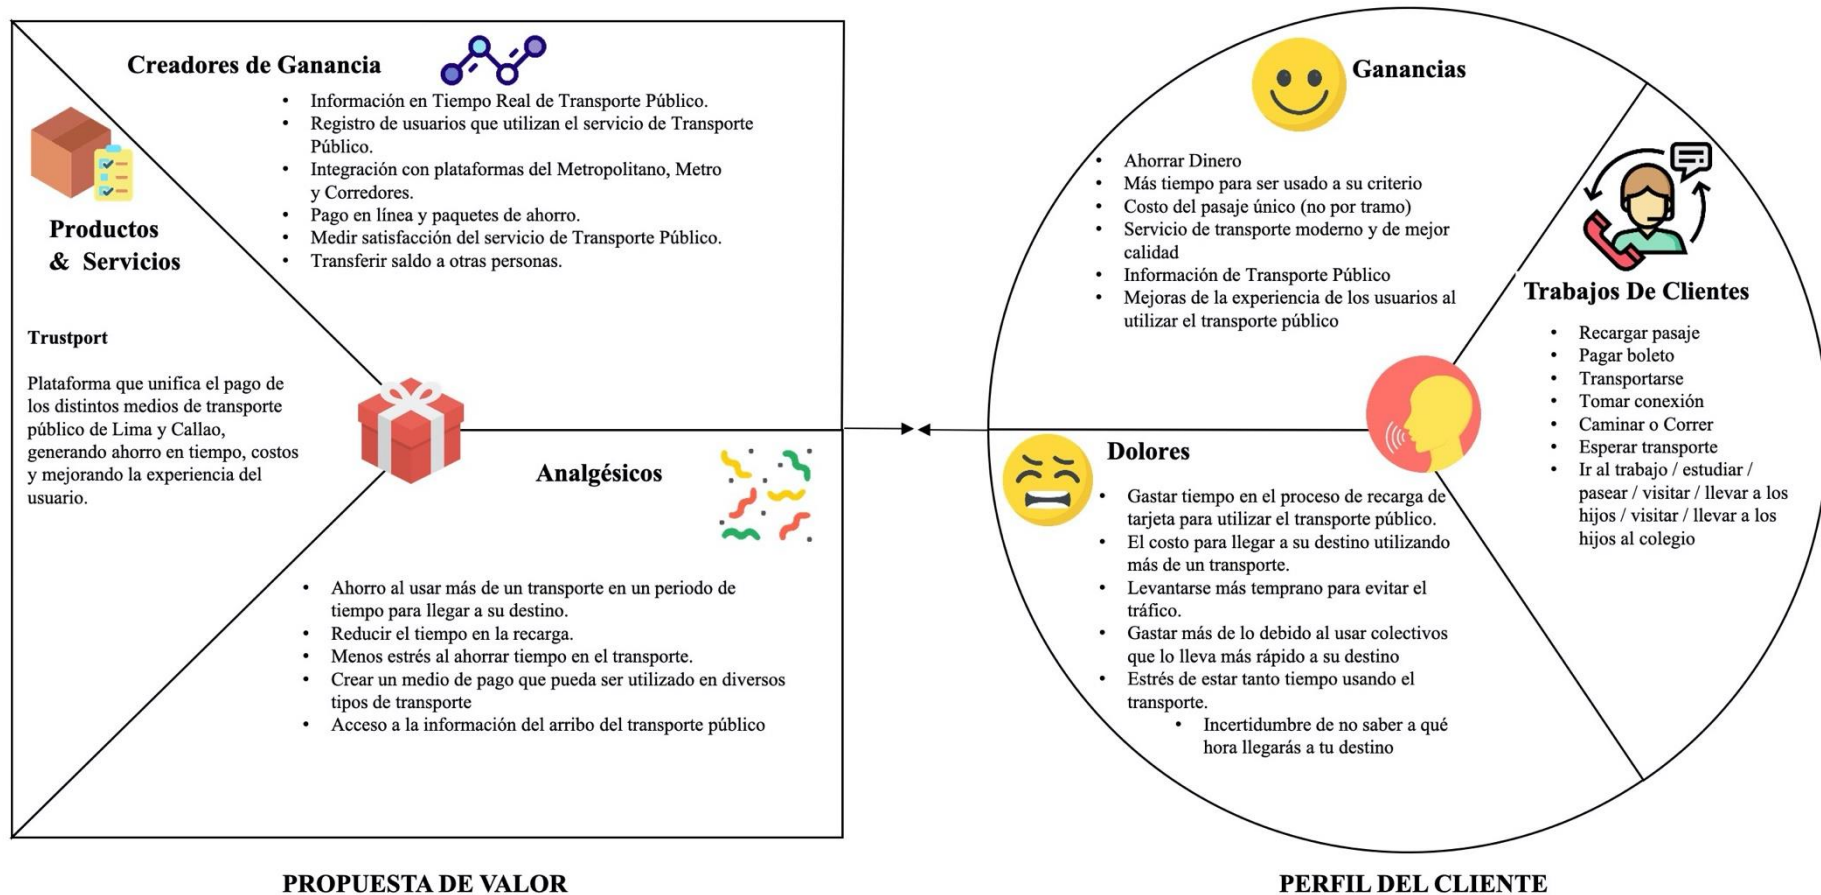 Creadores de Ganancia
• Información en Tiempo Real de Transporte Público.
• Registro de usuarios que utilizan el servicio de Transporte
Público.
• Integración con plataformas del Metropolitano, Metro
y Corredores.
• Pago en línea y paquetes de ahorro.
• Medir satisfacción del servicio de Transporte Público.
• Transferir saldo a otras personas.
Productos
& Servicios
Trustport
Plataforma que unifica el pago de
los distintos medios de transporte
público de Lima y Callao,
generando ahorro en tiempo, costos
y mejorando la experiencia del
usuario.
Analgésicos
• Ahorro al usar más de un transporte en un periodo de
tiempo para llegar a su destino.
• Reducir el tiempo en la recarga.
• Menos estrés al ahorrar tiempo en el transporte.
• Crear un medio de pago que pueda ser utilizado en diversos
tipos de transporte
• Acceso a la información del arribo del transporte público
PROPUESTA DE VALOR
Ganancias
• Ahorrar Dinero
• Más tiempo para ser usado a su criterio
• Costo del pasaje único (no por tramo)
• Servicio de transporte moderno y de mejor
calidad
• Información de Transporte Público
• Mejoras de la experiencia de los usuarios al
utilizar el transporte público
Trabajos De Clientes
• Recargar pasaje
• Pagar boleto
• Transportarse
• Tomar conexión
• Caminar o Correr
• Esperar transporte
• Ir al trabajo / estudiar /
pasear / visitar / llevar a los
hijos / visitar / llevar a los
hijos al colegio
Dolores
• Gastar tiempo en el proceso de recarga de
tarjeta para utilizar el transporte público.
• El costo para llegar a su destino utilizando
más de un transporte.
• Levantarse más temprano para evitar el
tráfico.
• Gastar más de lo debido al usar colectivos
que lo lleva más rápido a su destino
• Estrés de estar tanto tiempo usando el
transporte.
• Incertidumbre de no saber a qué
hora llegarás a tu destino
PERFIL DEL CLIENTE